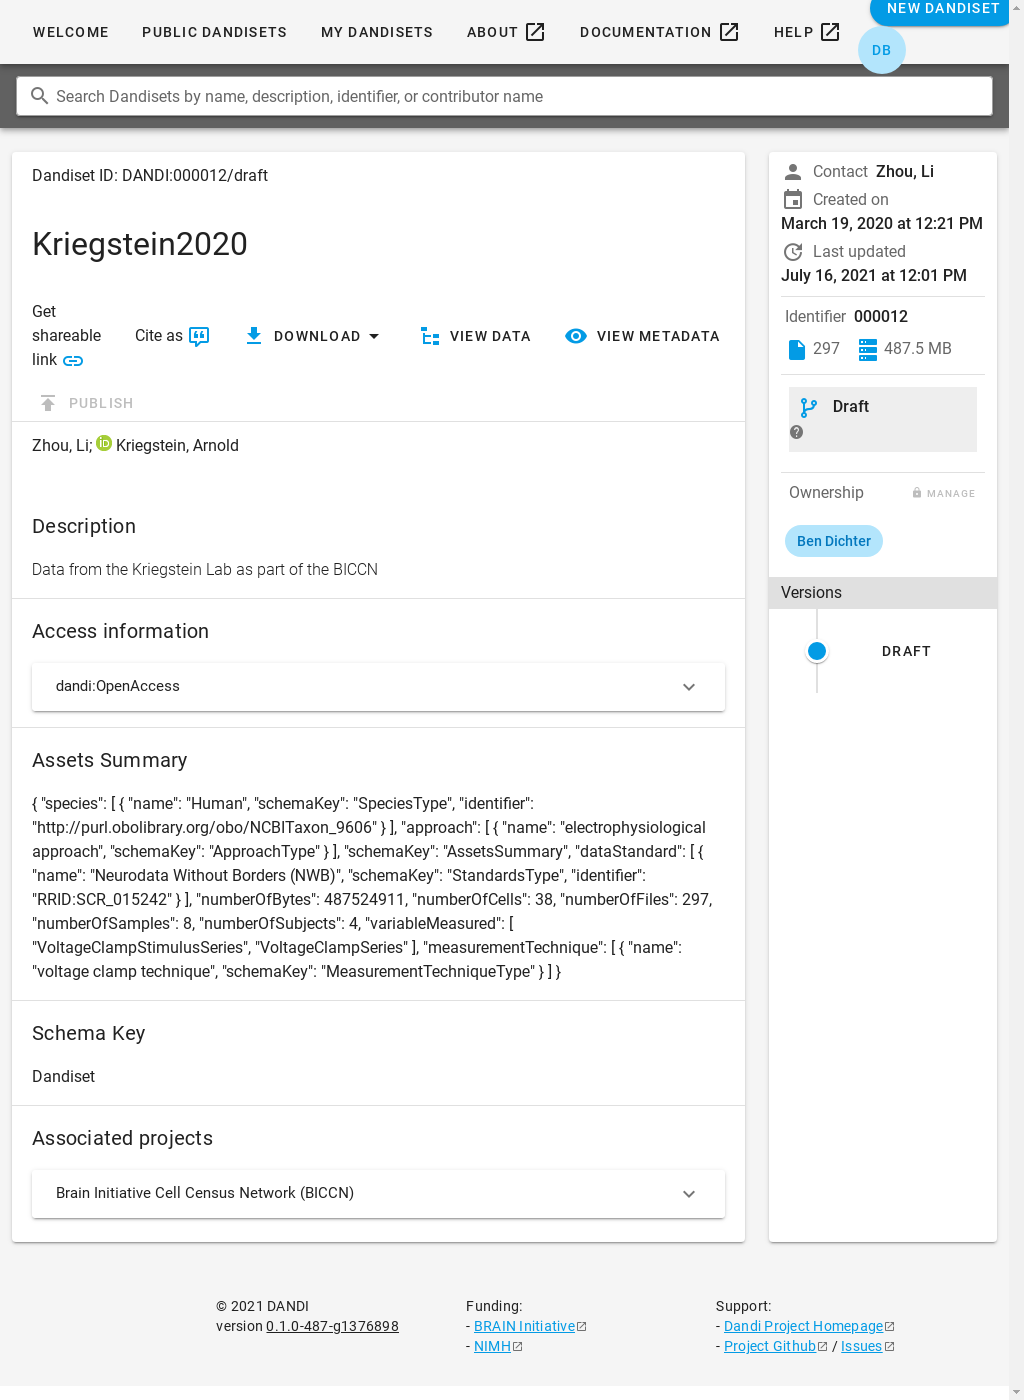 WELCOME
PUBLIC DANDISETS
MY DANDISETS
ABOUT
DOCUMENTATION
HELP
NEW DANDISET
DB
Search Dandisets by name, description, identifier, or contributor name
Dandiset ID: DANDI:000012/draft
Kriegstein2020
Get
shareable
link
Cite as
DOWNLOAD
VIEW DATA
VIEW METADATA
PUBLISH
Zhou, Li; iD Kriegstein, Arnold
Description
Data from the Kriegstein Lab as part of the BICCN
Access information
dandi:OpenAccess
Assets Summary
{ "species": [ { "name": "Human", "schemaKey": "SpeciesType", "identifier":
"http://purl.obolibrary.org/obo/NCBITaxon_9606" } ], "approach": [ { "name": "electrophysiological
approach", "schemaKey": "ApproachType" } ], "schemaKey": "AssetsSummary", "dataStandard": [ {
"name": "Neurodata Without Borders (NWB)", "schemaKey": "StandardsType", "identifier":
"RRID:SCR_015242" } ], "numberOfBytes": 487524911, "numberOfCells": 38, "numberOfFiles": 297,
"numberOfSamples": 8, "numberOfSubjects": 4, "variableMeasured": [
"VoltageClampStimulusSeries", "VoltageClampSeries" ], "measurementTechnique": [ { "name":
"voltage clamp technique", "schemaKey": "MeasurementTechniqueType" } ] }
Schema Key
Dandiset
Associated projects
Brain Initiative Cell Census Network (BICCN)
Contact Zhou, Li
Created on
March 19, 2020 at 12:21 PM
Last updated
July 16, 2021 at 12:01 PM
Identifier 000012
297 487.5 MB
Draft
Ownership
MANAGE
Ben Dichter
Versions
DRAFT
© 2021 DANDI
version 0.1.0-487-g1376898
Funding:
- BRAIN Initiative
- NIMH
Support:
- Dandi Project Homepage
- Project Github / Issues